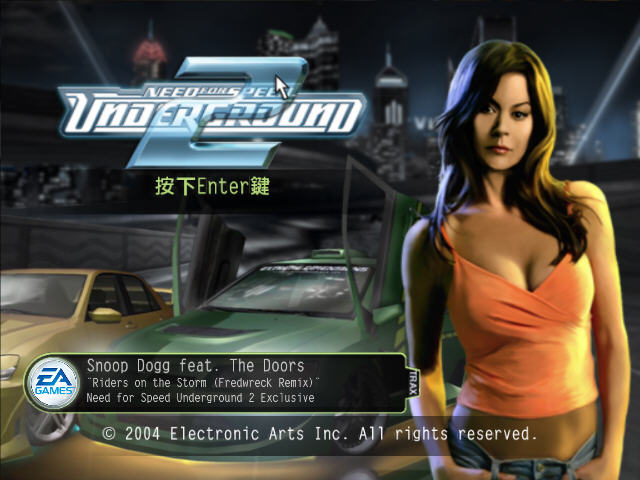 NEED FOR SPEED
UNDERGROUND
2
按下Enter鍵
EXTREME DIMENSIONS
EA
GAMES
Snoop Dogg feat. The Doors
"Riders on the Storm (Fredwreck Remix)"
Need for Speed Underground 2 Exclusive
TRAX
© 2004 Electronic Arts Inc. All rights reserved.